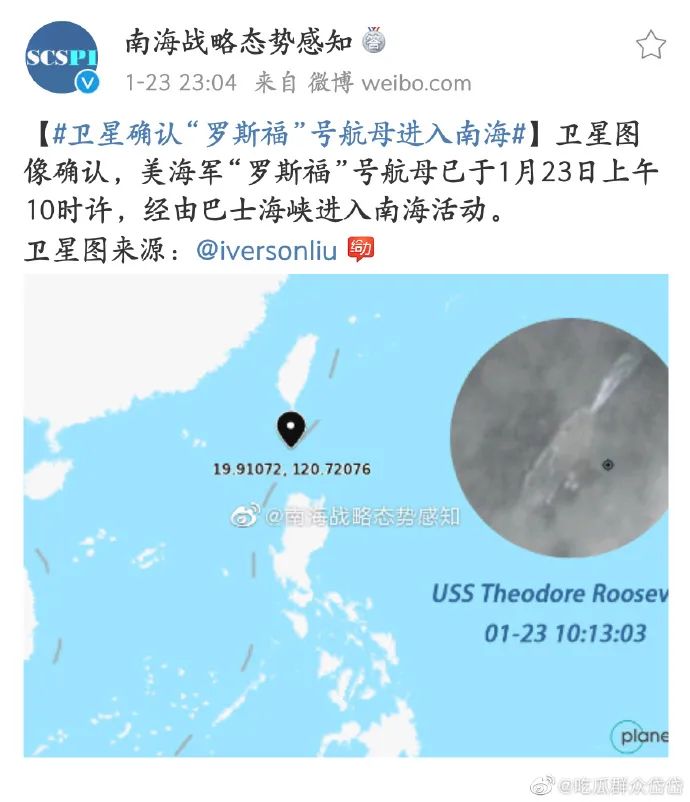 SCSPI
南海战略态势感知
1-23 23:04 来自 微博 weibo.com
【#卫星确认“罗斯福”号航母进入南海#】卫星图
像确认，美海军“罗斯福”号航母已于1月23日上午
10时许，经由巴士海峡进入南海活动。
卫星图来源：@iversonliu 给力
19.91072, 120.72076
@南海战略态势感知
USS Theodore Roosev
01-23 10:13:03
plane
@吃瓜群众岱岱